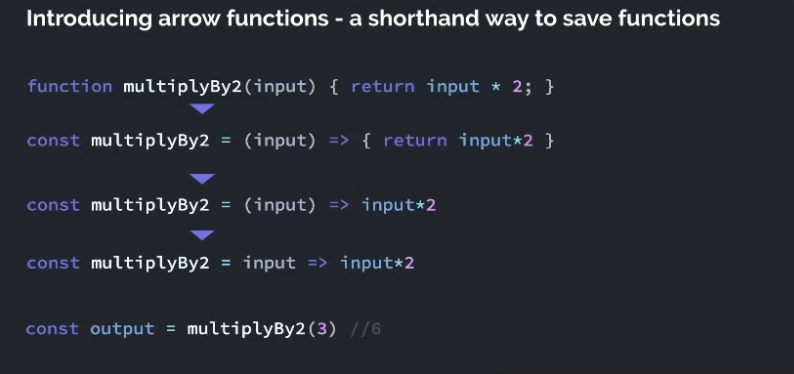 Introducing arrow functions - a shorthand way to save functions
function multiplyBy2(input) { return input * 2; }
const multiplyBy2 = (input) => { return input*2 }
const multiplyBy2 = (input) => input*2
const multiplyBy2 = input => input*2
const output = multiplyBy2(3) //6